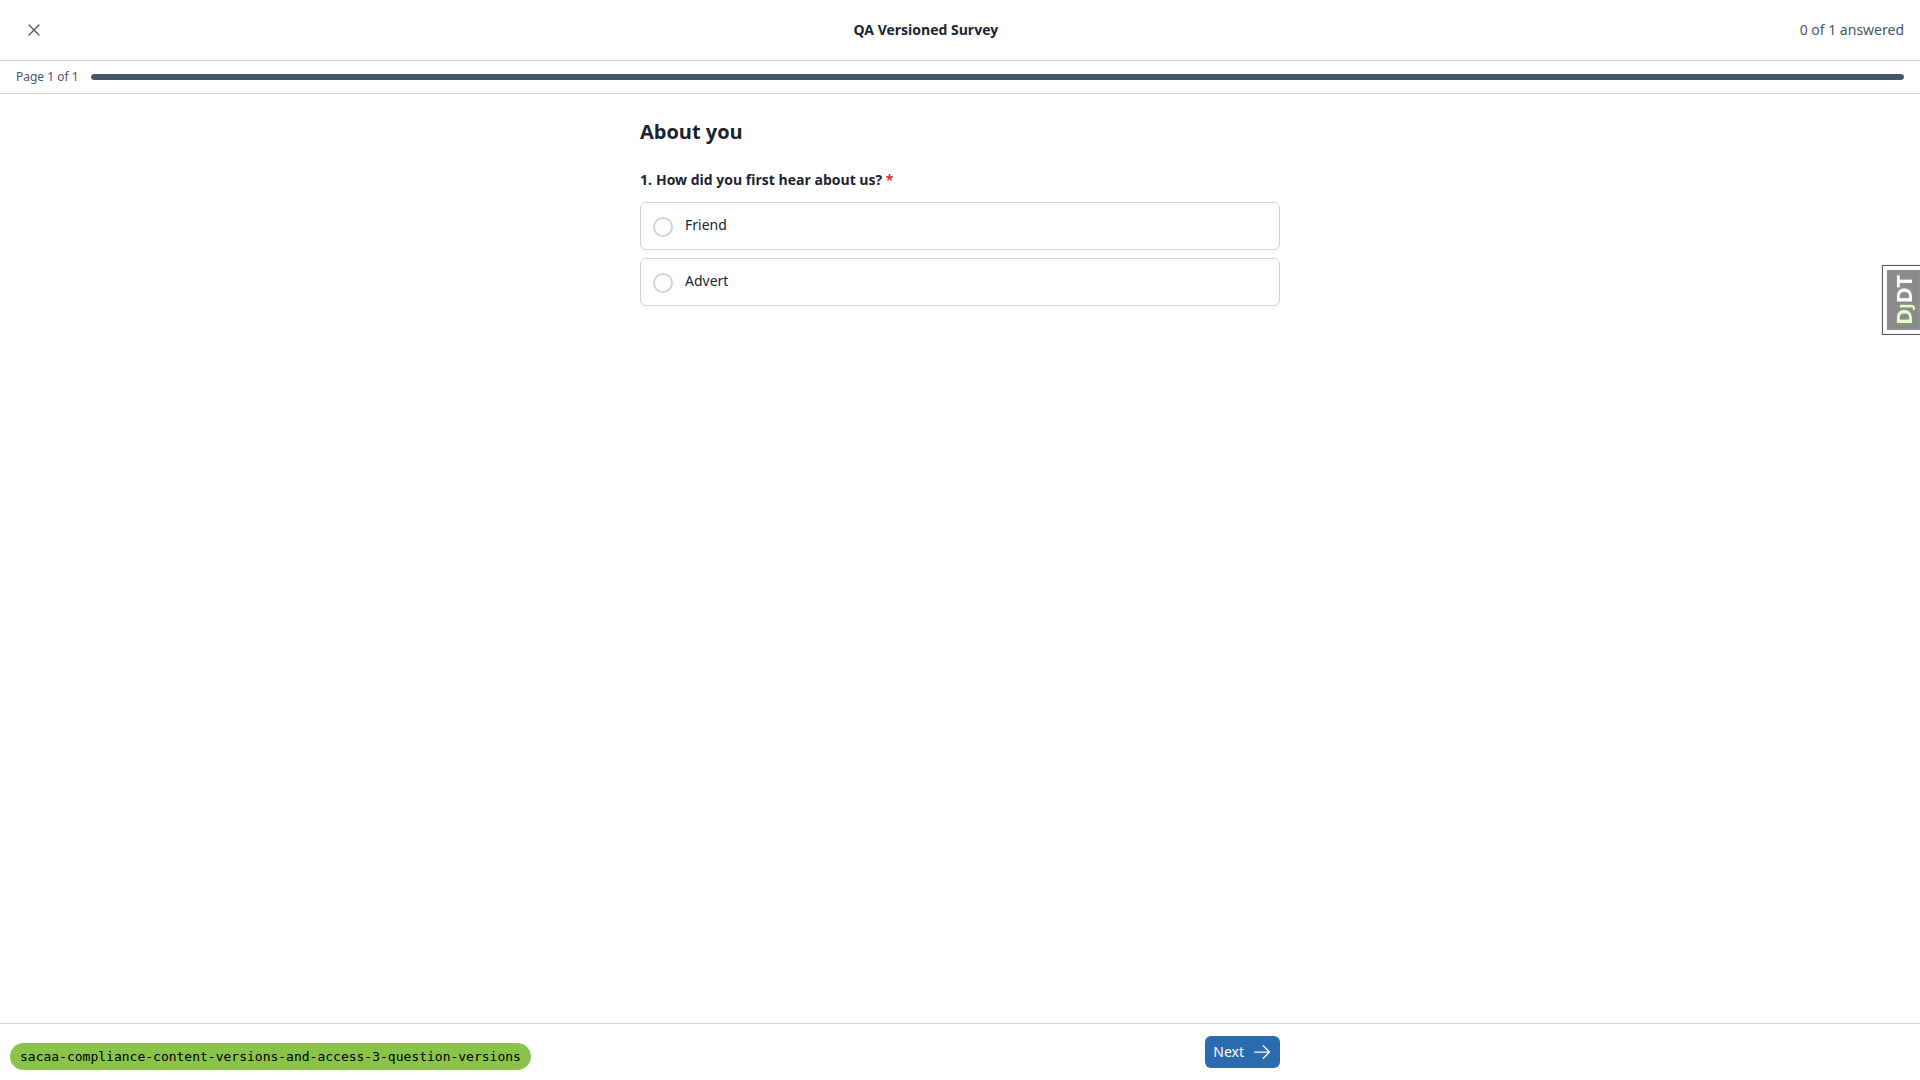 QA Versioned Survey
0 of 1 answered
Page 1 of 1
About you
1. How did you first hear about us? *
Friend
Advert
DJDT
sacaa-compliance-content-versions-and-access-3-question-versions
Next